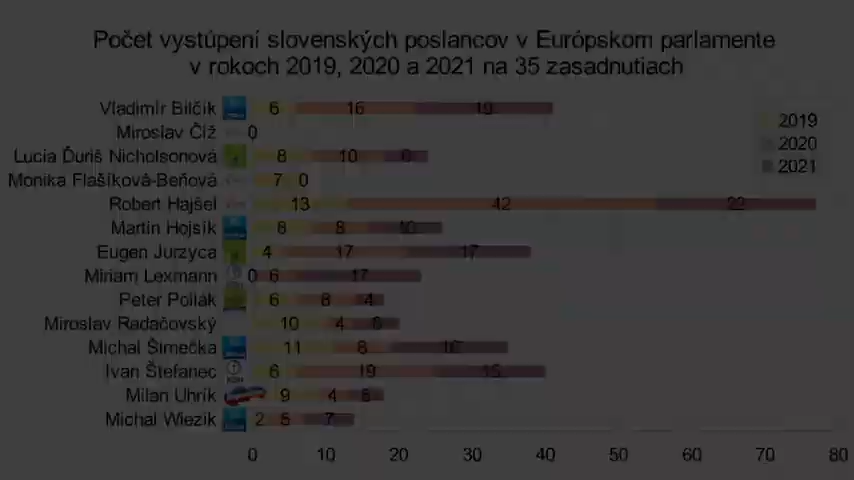 Počet vystúpení slovenských poslancov v Európskom parlamente
v rokoch 2019, 2020 a 2021 na 35 zasadnutiach
Vladimír Bilčík 6 16 19
Miroslav Číž 0
Lucia Ďuriš Nicholsonová 8 10 6
Monika Flašíková-Beňová 7 0
Robert Hajšel 13 42 22
Martin Hojsík 8 8 10
Eugen Jurzyca 4 17 17
Miriam Lexmann 0 6 17
Peter Pollák 6 8 4
Miroslav Radačovský 10 4 6
Michal Šimečka 11 8 16
Ivan Štefanec 6 19 15
Milan Uhrík 9 4 5
Michal Wiezik 2 5 7
2019
2020
2021
0 10 20 30 40 50 60 70 80